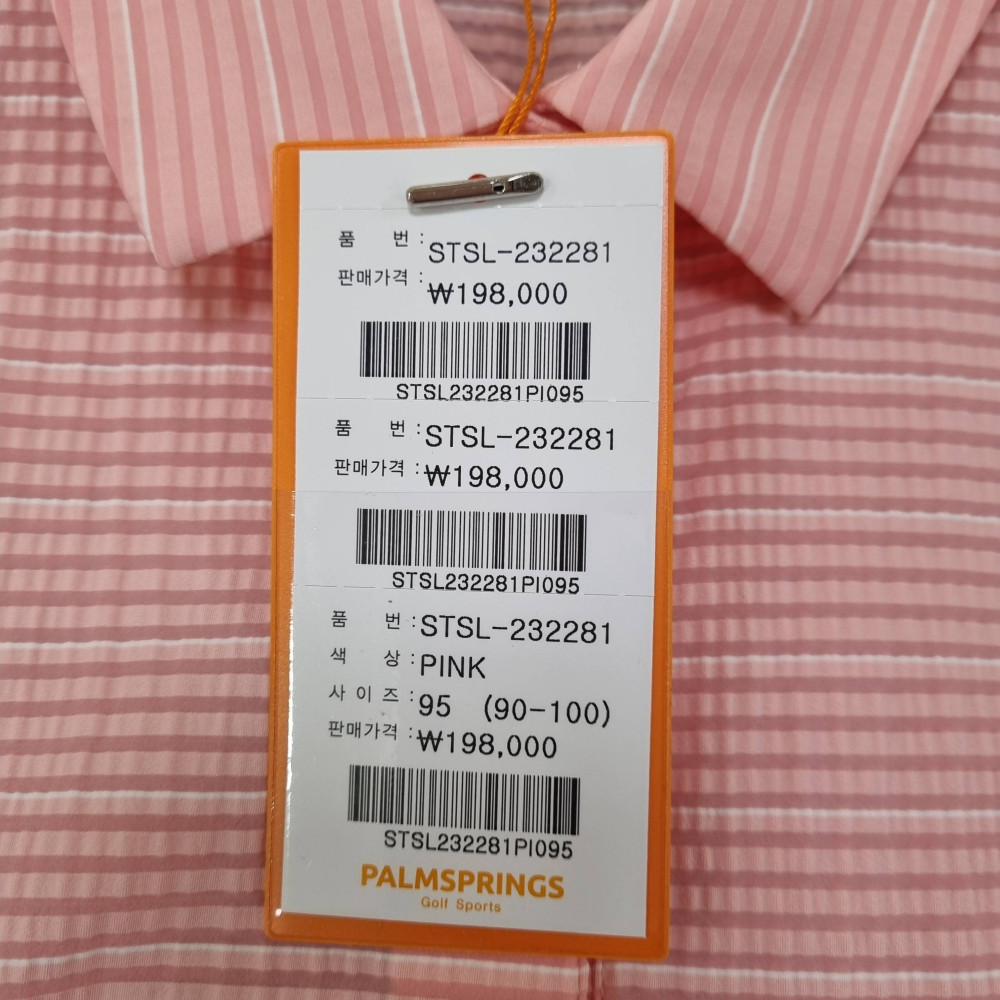 품 번 : STSL-232281
판매가격 : ₩198,000
STSL232281PI095
품 번 : STSL-232281
판매가격 : ₩198,000
STSL232281PI095
품 번 : STSL-232281
색 상 : PINK
사 이 즈 : 95 (90-100)
판매가격 : ₩198,000
STSL232281PI095
PALMSPRINGS
Golf Sports